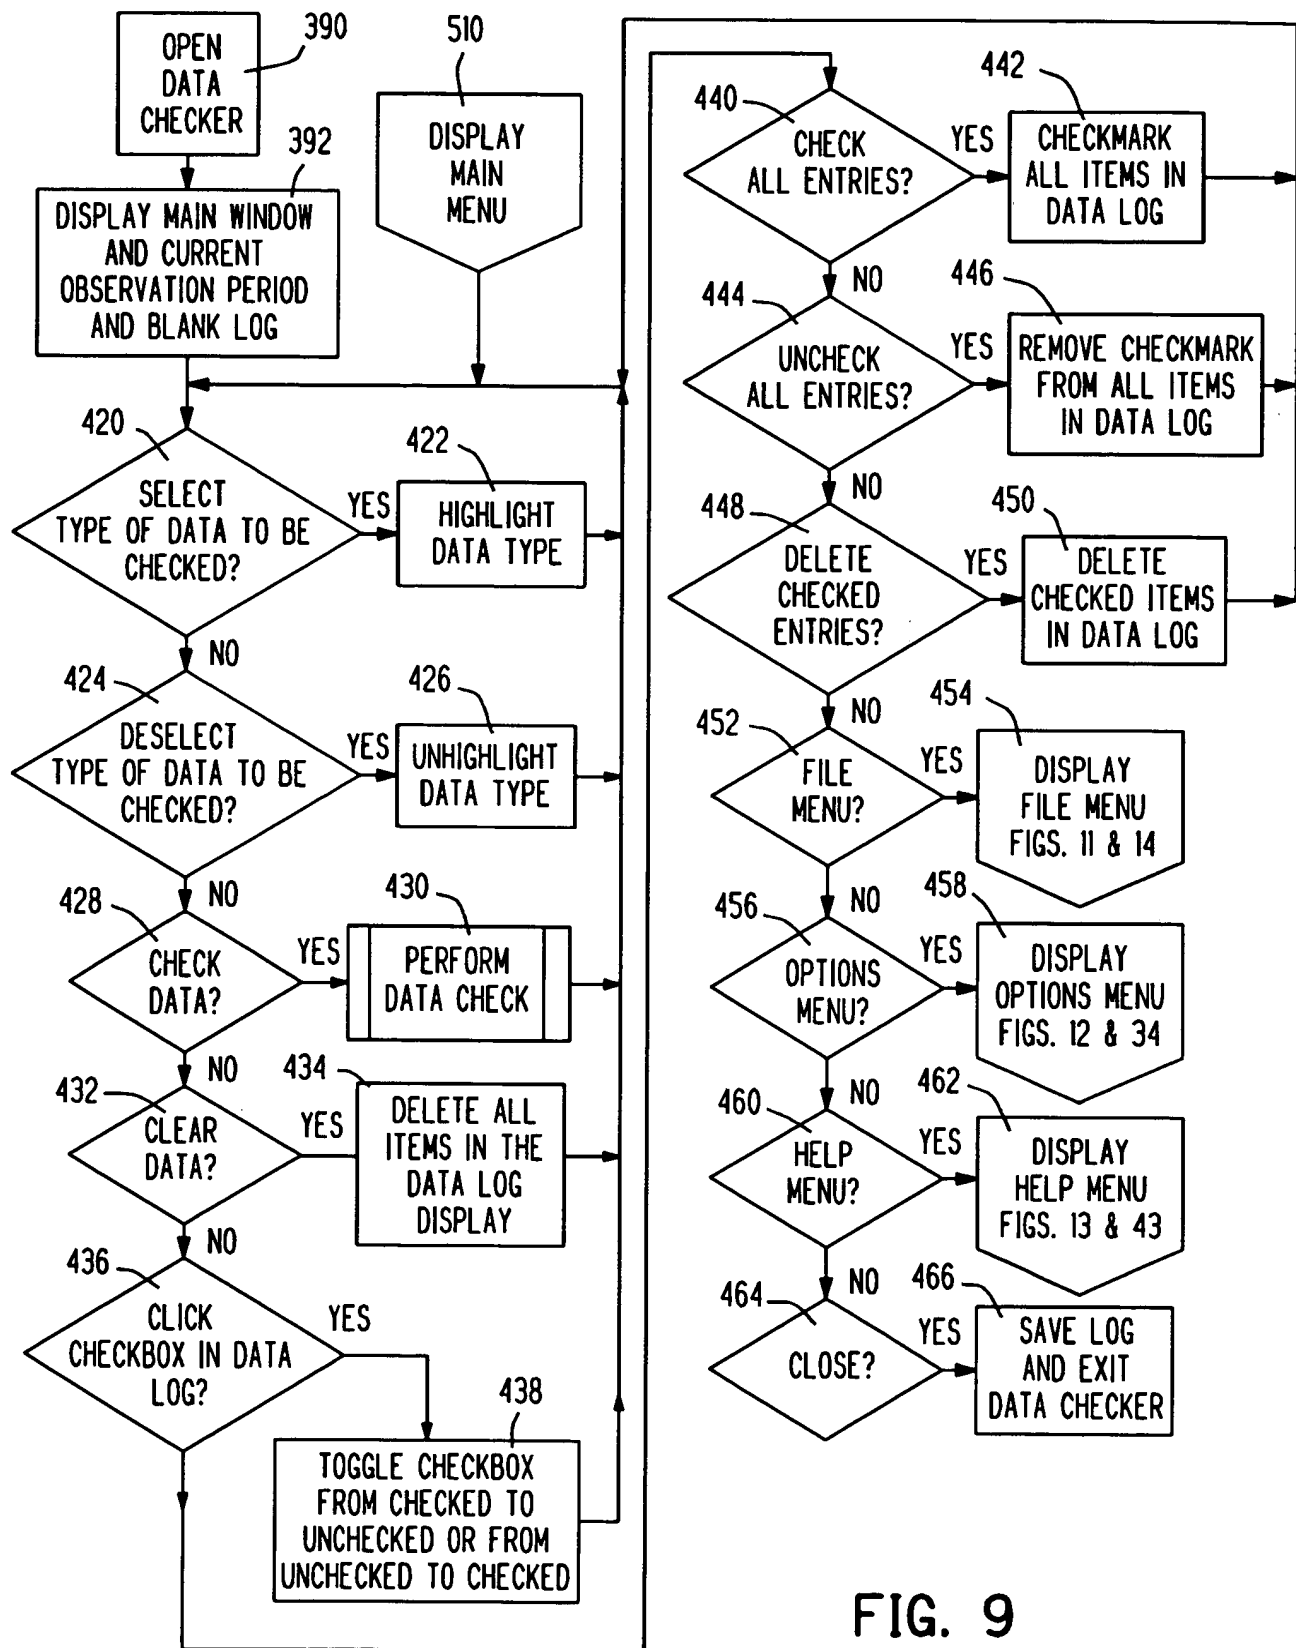 390
OPEN
DATA
CHECKER
392
DISPLAY MAIN WINDOW
AND CURRENT
OBSERVATION PERIOD
AND BLANK LOG
510
DISPLAY
MAIN
MENU
420
SELECT
TYPE OF DATA TO BE
CHECKED?
YES
422
HIGHLIGHT
DATA TYPE
NO
424
DESELECT
TYPE OF DATA TO BE
CHECKED?
YES
426
UNHIGHLIGHT
DATA TYPE
NO
428
CHECK
DATA?
YES
430
PERFORM
DATA CHECK
NO
432
CLEAR
DATA?
YES
434
DELETE ALL
ITEMS IN THE
DATA LOG
DISPLAY
NO
436
CLICK
CHECKBOX IN DATA
LOG?
YES
438
TOGGLE CHECKBOX
FROM CHECKED TO
UNCHECKED OR FROM
UNCHECKED TO CHECKED
440
CHECK
ALL ENTRIES?
YES
442
CHECKMARK
ALL ITEMS IN
DATA LOG
NO
444
UNCHECK
ALL ENTRIES?
YES
446
REMOVE CHECKMARK
FROM ALL ITEMS
IN DATA LOG
NO
448
DELETE
CHECKED
ENTRIES?
YES
450
DELETE
CHECKED ITEMS
IN DATA LOG
NO
452
FILE
MENU?
YES
454
DISPLAY
FILE MENU
FIGS. 11 & 14
NO
456
OPTIONS
MENU?
YES
458
DISPLAY
OPTIONS MENU
FIGS. 12 & 34
NO
460
HELP
MENU?
YES
462
DISPLAY
HELP MENU
FIGS. 13 & 43
NO
464
CLOSE?
YES
466
SAVE LOG
AND EXIT
DATA CHECKER
FIG. 9